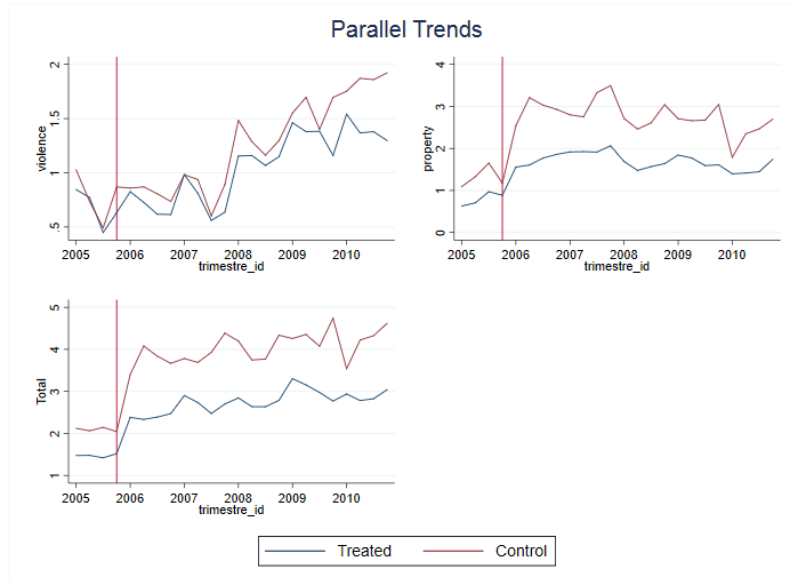 Parallel Trends
violence
2
1.5
1
.5
2005 2006 2007 2008 2009 2010
trimestre_id
property
4
3
2
1
0
2005 2006 2007 2008 2009 2010
trimestre_id
Total
5
4
3
2
1
2005 2006 2007 2008 2009 2010
trimestre_id
Treated Control